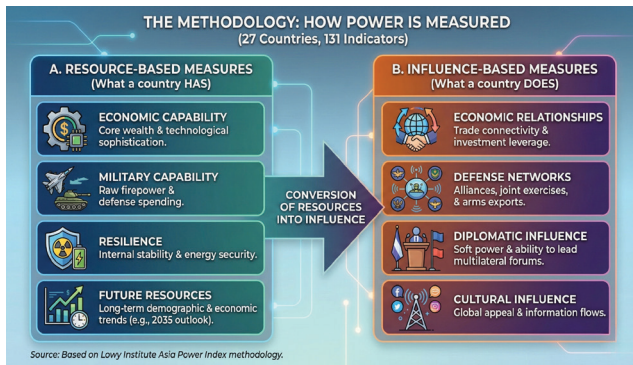 THE METHODOLOGY: HOW POWER IS MEASURED
(27 Countries, 131 Indicators)
A. RESOURCE-BASED MEASURES
(What a country HAS)
ECONOMIC CAPABILITY
Core wealth & technological
sophistication.
MILITARY CAPABILITY
Raw firepower &
defense spending.
RESILIENCE
Internal stability & energy security.
FUTURE RESOURCES
Long-term demographic & economic
trends (e.g., 2035 outlook).
CONVERSION
OF RESOURCES
INTO INFLUENCE
B. INFLUENCE-BASED MEASURES
(What a country DOES)
ECONOMIC RELATIONSHIPS
Trade connectivity &
investment leverage.
DEFENSE NETWORKS
Alliances, joint exercises,
& arms exports.
DIPLOMATIC INFLUENCE
Soft power & ability to lead
multilateral forums.
CULTURAL INFLUENCE
Global appeal & information flows.
Source: Based on Lowy Institute Asia Power Index methodology.